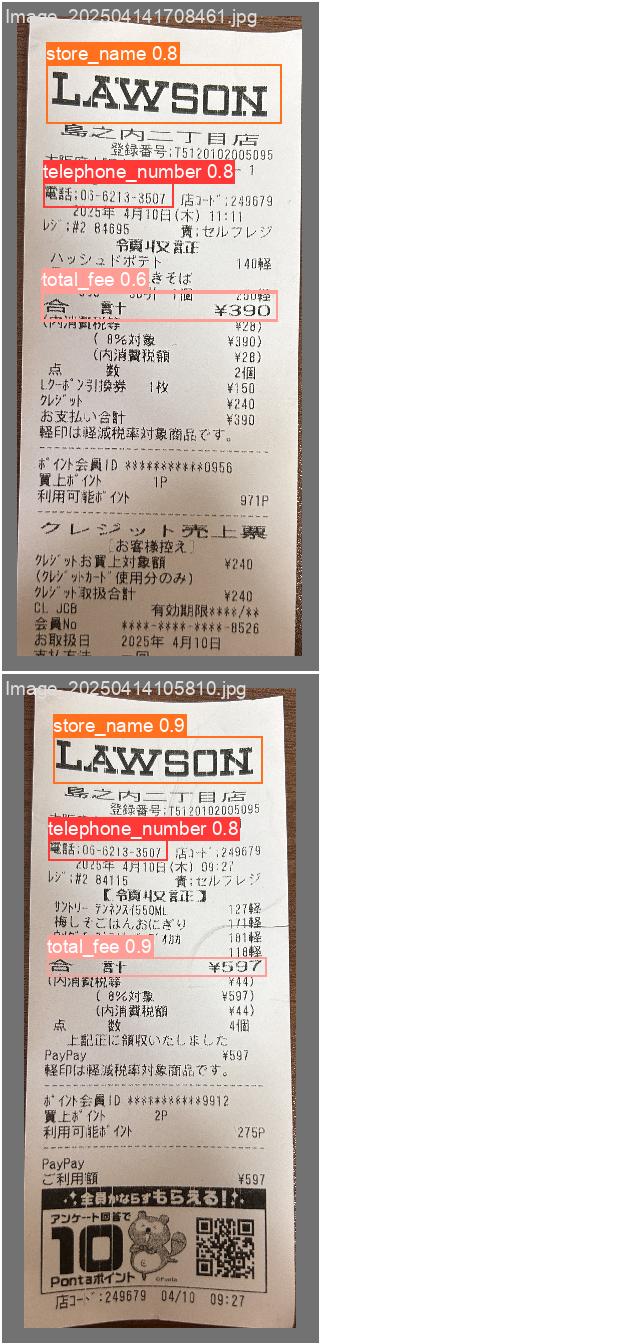 Image_202504141708461.jpg
store_name 0.8
LAWSON
島之内二丁目店
登録番号:T5120102005095
telephone_number 0.8
1
電話:06-6213-3507 店コード:249679
2025年 4月10日(木) 11:11
レジ:#2 84695 責:セルフレジ
領収証
ハッシュドポテト 140軽
total_fee 0.6
きそば
1個 250軽
合 計 ¥390
(内消費税等 ¥28)
( 8%対象 ¥390)
(内消費税額 ¥28)
点 数 2個
Lクーポン引換券 1枚 ¥150
クレジット ¥240
お支払い合計 ¥390
軽印は軽減税率対象商品です。
ポイント会員ID ***********0956
買上ポイント 1P
利用可能ポイント 971P
クレジット売上票
[お客様控え]
クレジットお買上対象額 ¥240
(クレジットカード使用分のみ)
クレジット取扱合計 ¥240
CL JCB 有効期限****/**
会員No ****-****-****-8526
お取扱日 2025年 4月10日
支払方法 一回
Image_20250414105810.jpg
store_name 0.9
LAWSON
島之内二丁目店
登録番号:T5120102005095
telephone_number 0.8
電話:06-6213-3507 店コード:249679
2025年 4月10日(木) 09:27
レジ:#2 84115 責:セルフレジ
【領収証】
サントリー テンネンスイ550ML 127軽
梅しそごはんおにぎり 171軽
181軽
total_fee 0.9
118軽
合 計 ¥597
(内消費税等 ¥44)
( 8%対象 ¥597)
(内消費税額 ¥44)
点 数 4個
上記正に領収いたしました
PayPay ¥597
軽印は軽減税率対象商品です。
ポイント会員ID ***********9912
買上ポイント 2P
利用可能ポイント 275P
PayPay
ご利用額 ¥597
全員かならずもらえる!
アンケート回答で
10
Pontaポイント
©Ponta
店コード:249679 04/10 09:27